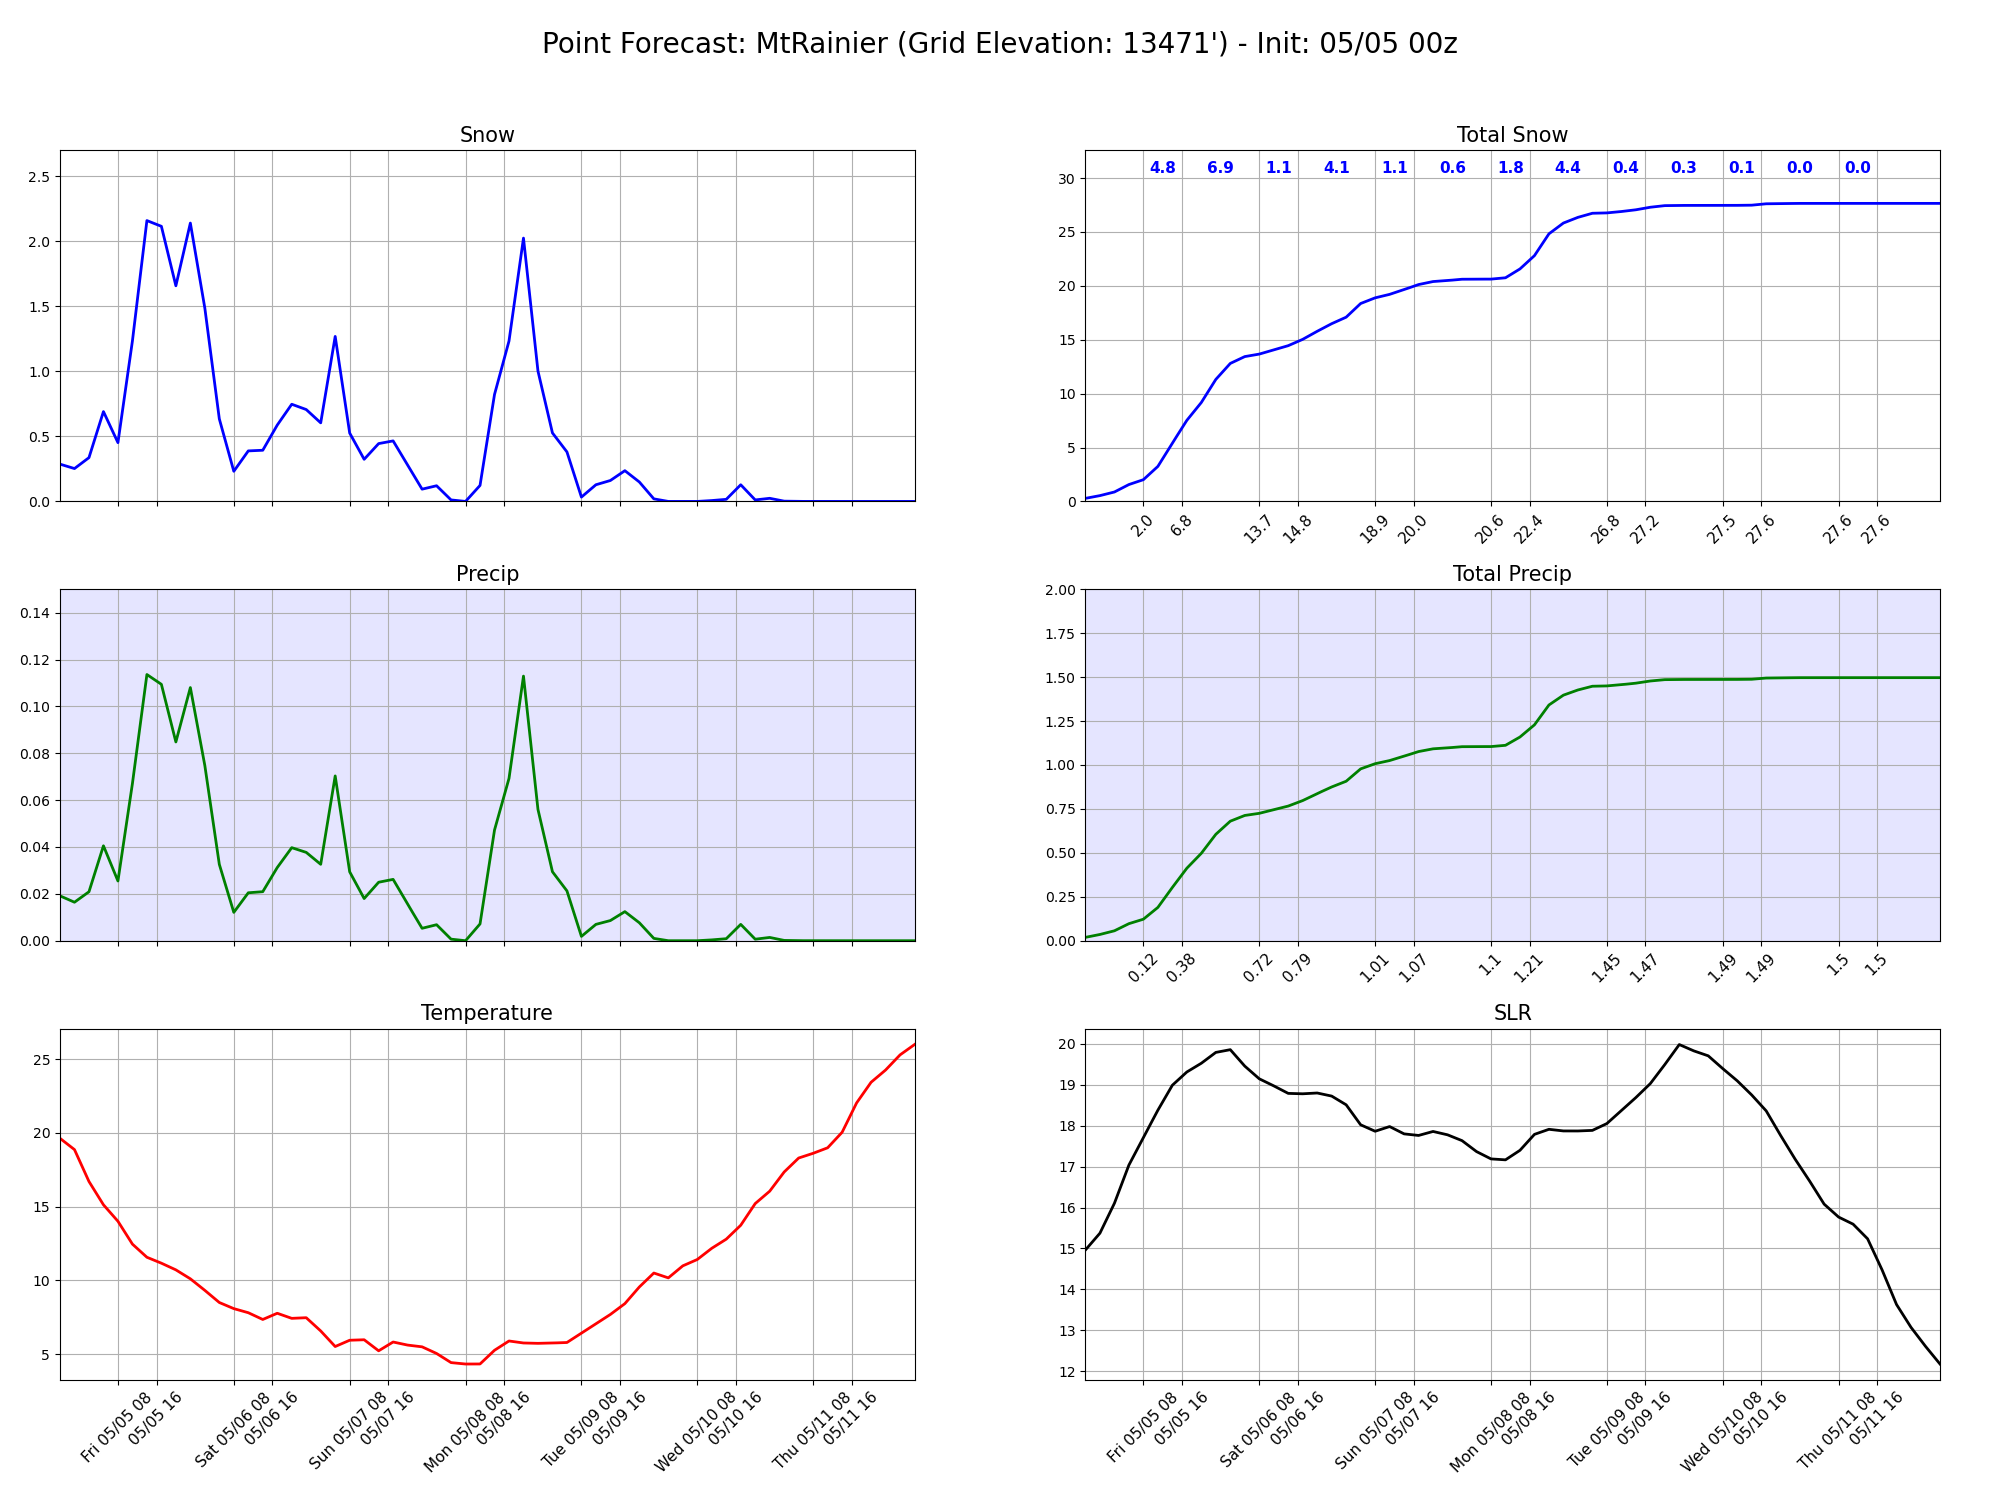 Point Forecast: MtRainier (Grid Elevation: 13471') - Init: 05/05 00z
Snow
2.5
2.0
1.5
1.0
0.5
0.0
Total Snow
4.8 6.9 1.1 4.1 1.1 0.6 1.8 4.4 0.4 0.3 0.1 0.0 0.0
30
25
20
15
10
5
0
2.0 6.8 13.7 14.8 18.9 20.0 20.6 22.4 26.8 27.2 27.5 27.6 27.6 27.6
Precip
0.14
0.12
0.10
0.08
0.06
0.04
0.02
0.00
Total Precip
2.00
1.75
1.50
1.25
1.00
0.75
0.50
0.25
0.00
0.12 0.38 0.72 0.79 1.01 1.07 1.1 1.21 1.45 1.47 1.49 1.49 1.5 1.5
Temperature
25
20
15
10
5
Fri 05/05 08
05/05 16
Sat 05/06 08
05/06 16
Sun 05/07 08
05/07 16
Mon 05/08 08
05/08 16
Tue 05/09 08
05/09 16
Wed 05/10 08
05/10 16
Thu 05/11 08
05/11 16
SLR
20
19
18
17
16
15
14
13
12
Fri 05/05 08
05/05 16
Sat 05/06 08
05/06 16
Sun 05/07 08
05/07 16
Mon 05/08 08
05/08 16
Tue 05/09 08
05/09 16
Wed 05/10 08
05/10 16
Thu 05/11 08
05/11 16